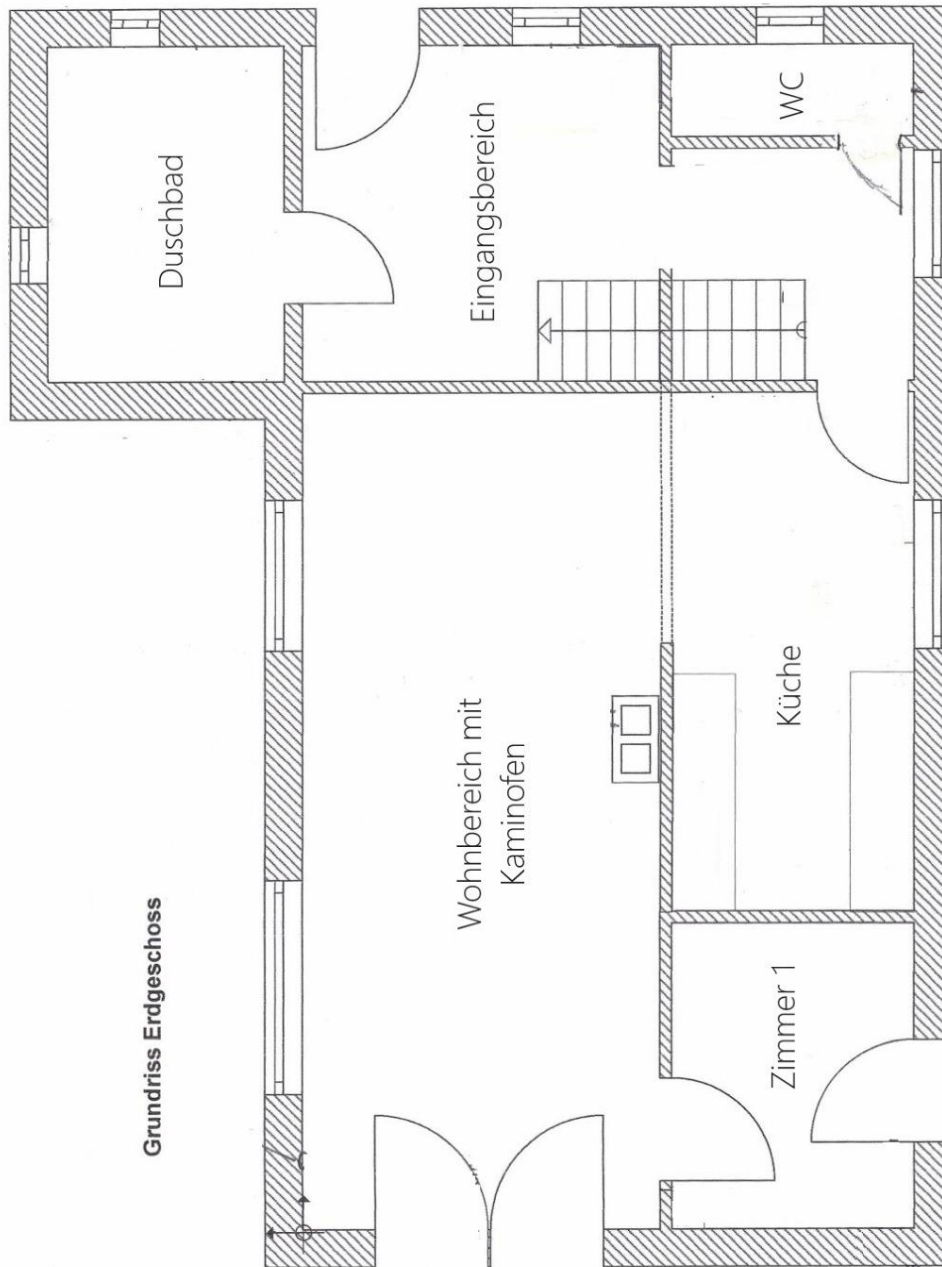 Grundriss Erdgeschoss
Duschbad
Eingangsbereich
WC
Wohnbereich mit
Kaminofen
Küche
Zimmer 1